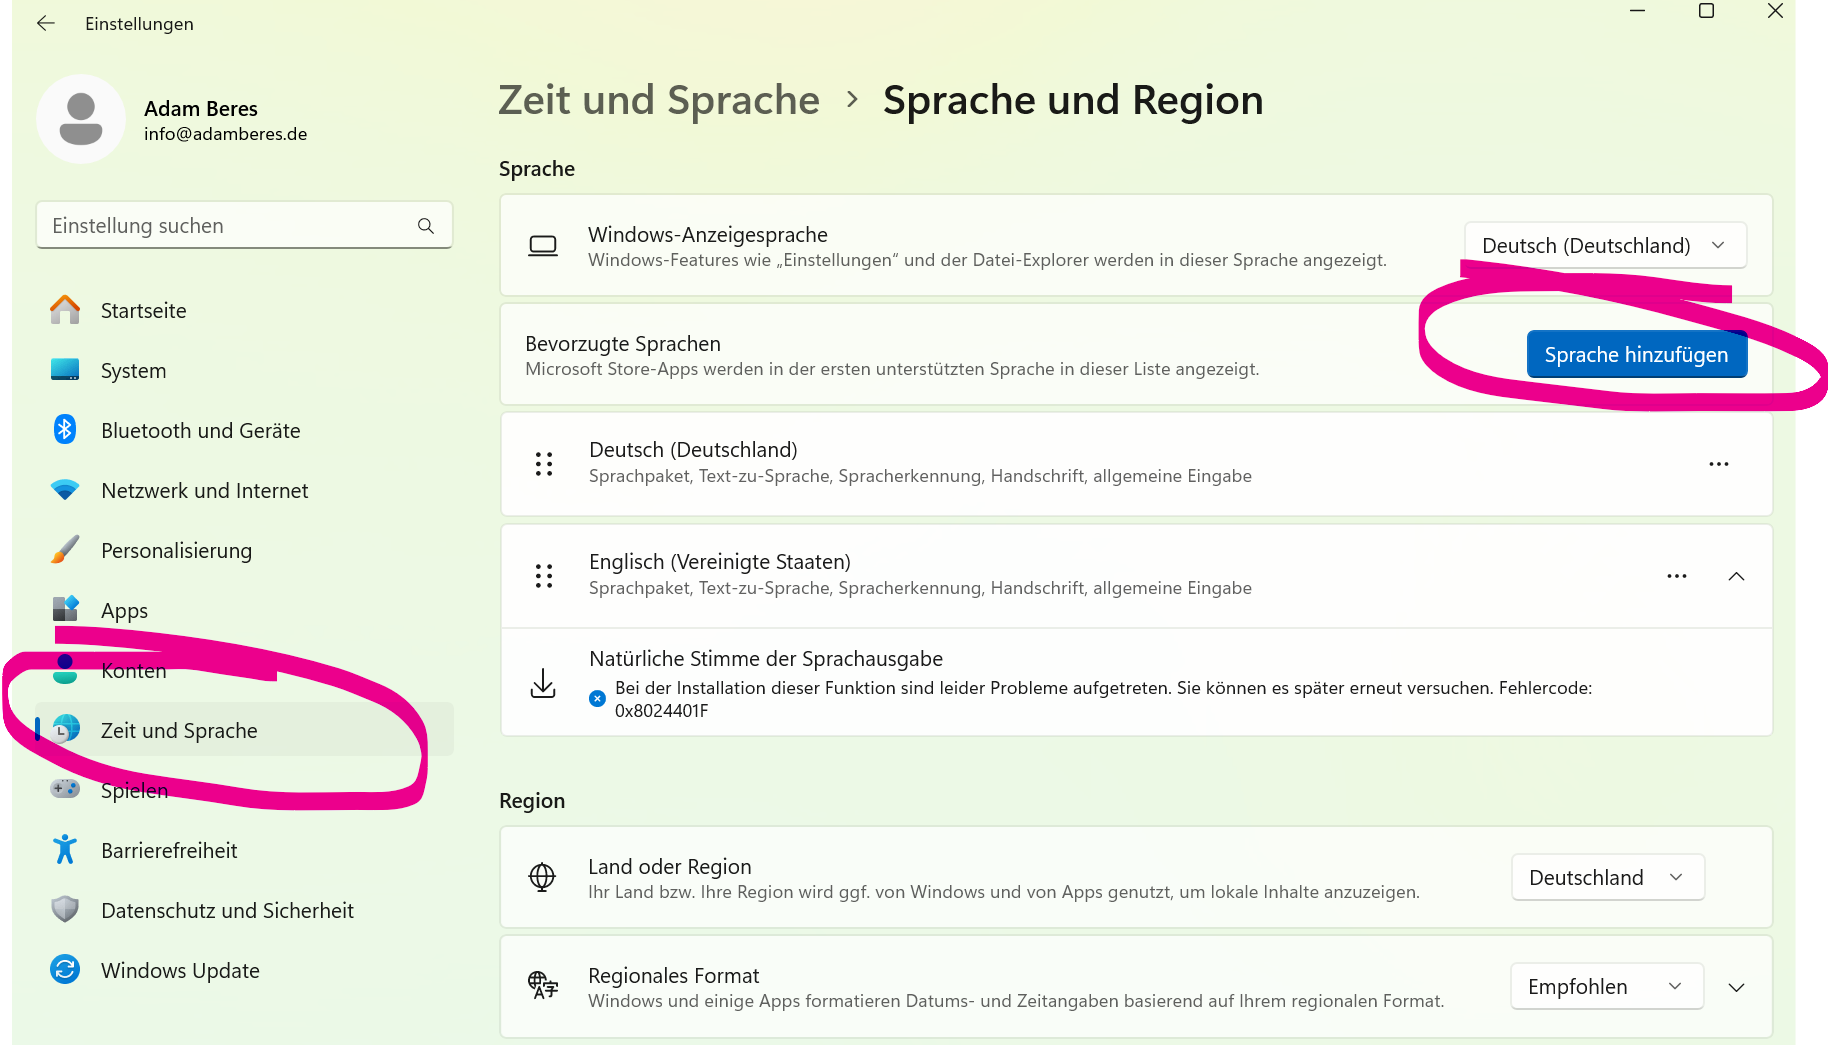 Einstellungen
Adam Beres
info@adamberes.de
Einstellung suchen
Startseite
System
Bluetooth und Geräte
Netzwerk und Internet
Personalisierung
Apps
Konten
Zeit und Sprache
Spielen
Barrierefreiheit
Datenschutz und Sicherheit
Windows Update
Zeit und Sprache › Sprache und Region
Sprache
Windows-Anzeigesprache
Windows-Features wie „Einstellungen“ und der Datei-Explorer werden in dieser Sprache angezeigt.
Deutsch (Deutschland)
Bevorzugte Sprachen
Microsoft Store-Apps werden in der ersten unterstützten Sprache in dieser Liste angezeigt.
Sprache hinzufügen
Deutsch (Deutschland)
Sprachpaket, Text-zu-Sprache, Spracherkennung, Handschrift, allgemeine Eingabe
Englisch (Vereinigte Staaten)
Sprachpaket, Text-zu-Sprache, Spracherkennung, Handschrift, allgemeine Eingabe
Natürliche Stimme der Sprachausgabe
Bei der Installation dieser Funktion sind leider Probleme aufgetreten. Sie können es später erneut versuchen. Fehlercode:
0x8024401F
Region
Land oder Region
Ihr Land bzw. Ihre Region wird ggf. von Windows und von Apps genutzt, um lokale Inhalte anzuzeigen.
Deutschland
Regionales Format
Windows und einige Apps formatieren Datums- und Zeitangaben basierend auf Ihrem regionalen Format.
Empfohlen